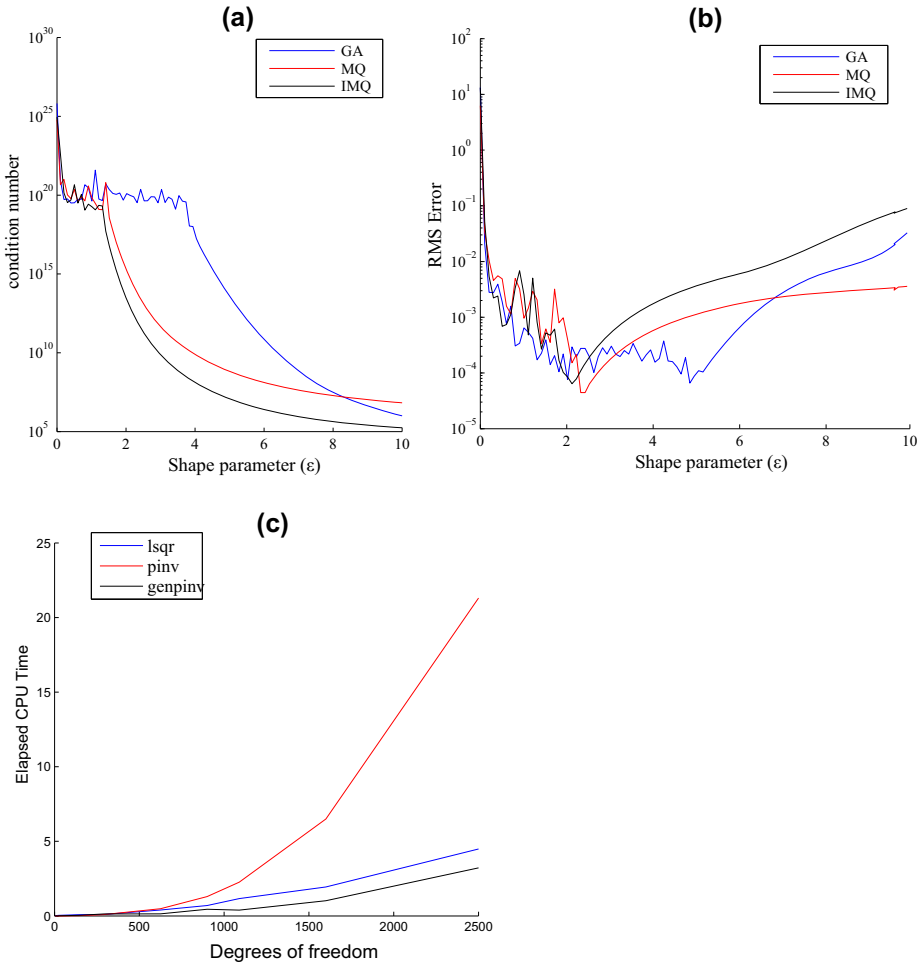 (a)
condition number
10^30
10^25
10^20
10^15
10^10
10^5
GA
MQ
IMQ
0 2 4 6 8 10
Shape parameter (ε)
(b)
RMS Error
10^2
10^1
10^0
10^−1
10^−2
10^−3
10^−4
10^−5
GA
MQ
IMQ
0 2 4 6 8 10
Shape parameter (ε)
(c)
Elapsed CPU Time
25
20
15
10
5
0
lsqr
pinv
genpinv
0 500 1000 1500 2000 2500
Degrees of freedom